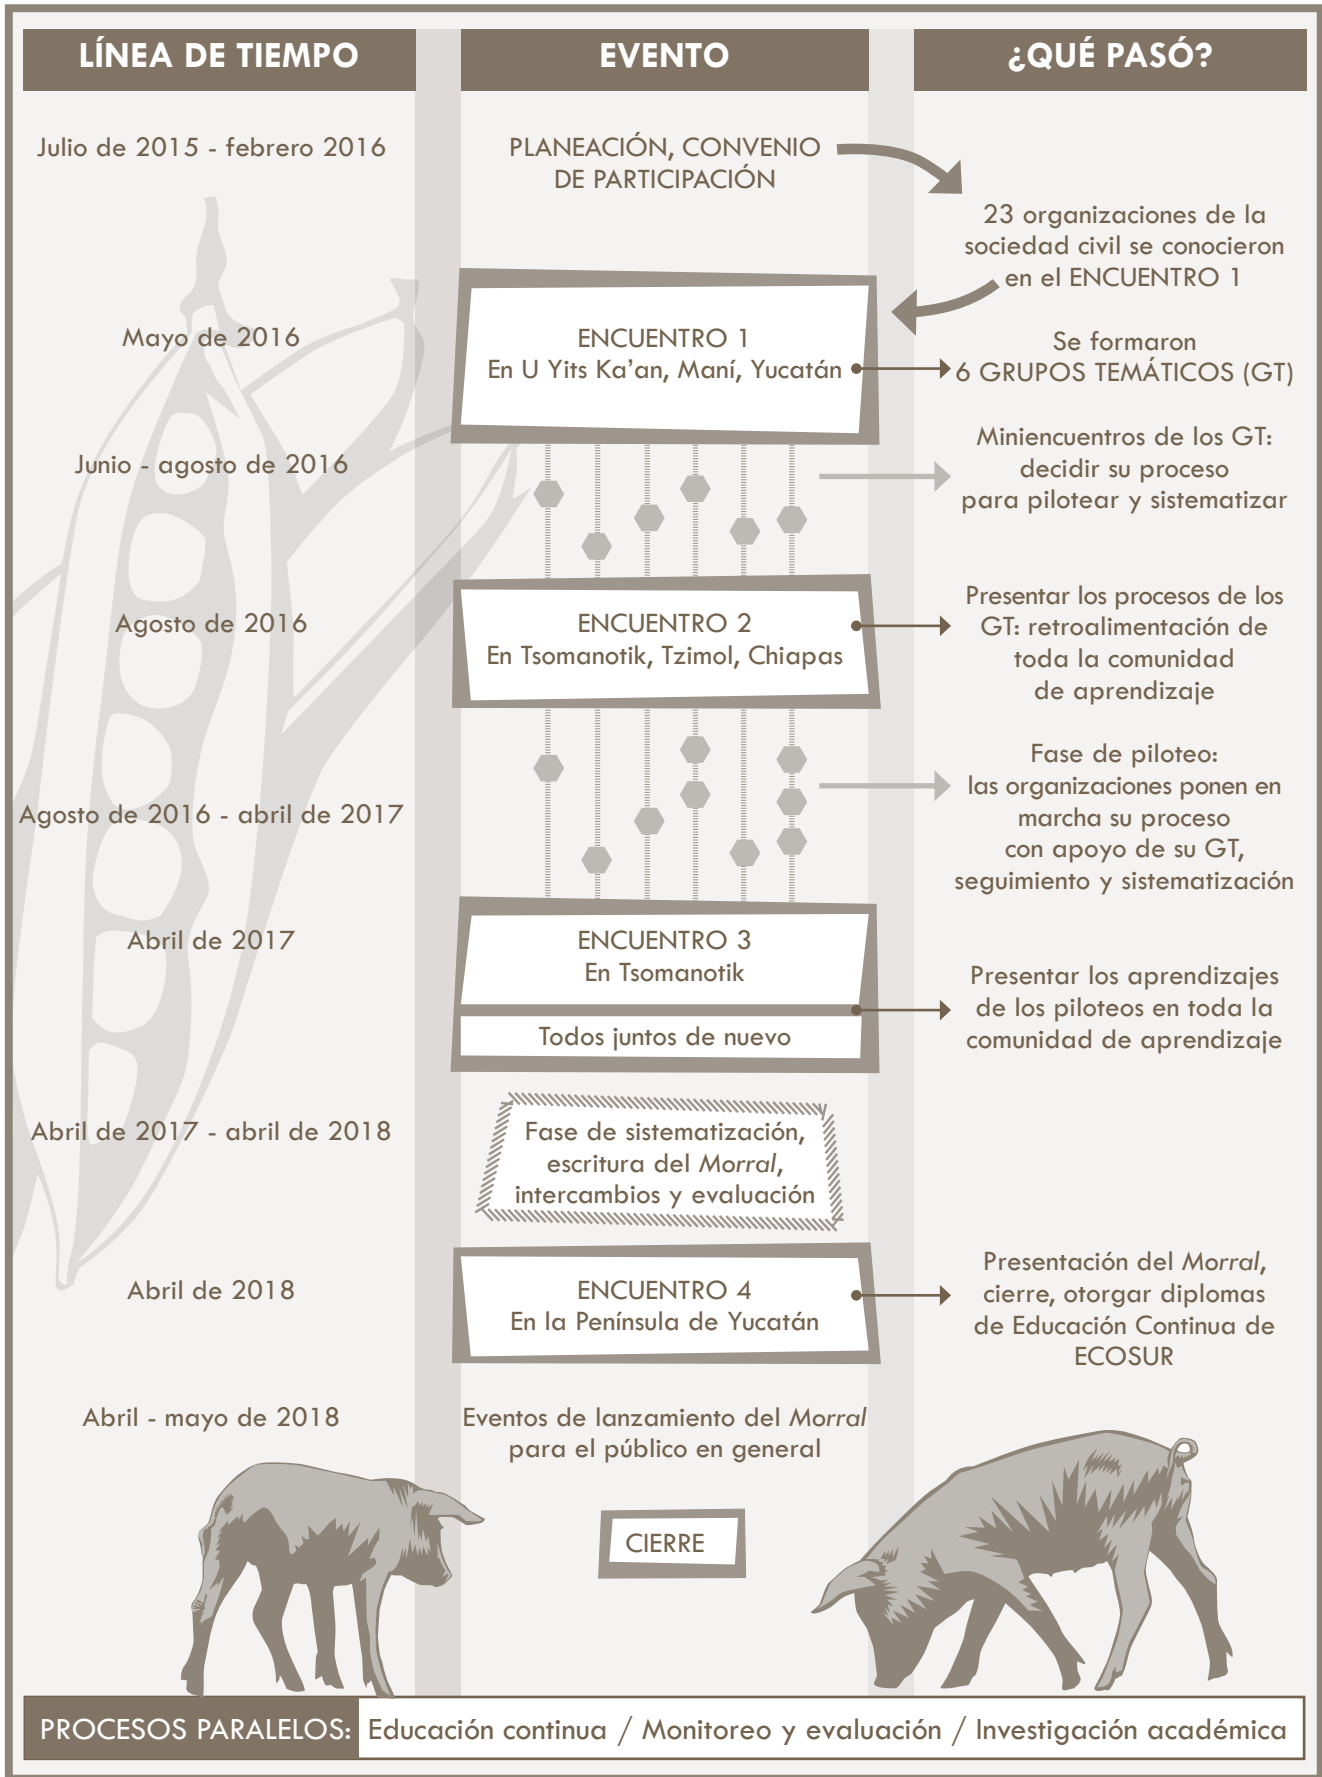 LÍNEA DE TIEMPO
EVENTO
¿QUÉ PASÓ?
Julio de 2015 - febrero 2016
PLANEACIÓN, CONVENIO
DE PARTICIPACIÓN
23 organizaciones de la
sociedad civil se conocieron
en el ENCUENTRO 1
Mayo de 2016
ENCUENTRO 1
En U Yits Ka’an, Maní, Yucatán
Se formaron
6 GRUPOS TEMÁTICOS (GT)
Junio - agosto de 2016
Miniencuentros de los GT:
decidir su proceso
para pilotear y sistematizar
Agosto de 2016
ENCUENTRO 2
En Tsomanotik, Tzimol, Chiapas
Presentar los procesos de los
GT: retroalimentación de
toda la comunidad
de aprendizaje
Agosto de 2016 - abril de 2017
Fase de piloteo:
las organizaciones ponen en
marcha su proceso
con apoyo de su GT,
seguimiento y sistematización
Abril de 2017
ENCUENTRO 3
En Tsomanotik
Todos juntos de nuevo
Presentar los aprendizajes
de los piloteos en toda la
comunidad de aprendizaje
Abril de 2017 - abril de 2018
Fase de sistematización,
escritura del Morral,
intercambios y evaluación
Abril de 2018
ENCUENTRO 4
En la Península de Yucatán
Presentación del Morral,
cierre, otorgar diplomas
de Educación Continua de
ECOSUR
Abril - mayo de 2018
Eventos de lanzamiento del Morral
para el público en general
CIERRE
PROCESOS PARALELOS: Educación continua / Monitoreo y evaluación / Investigación académica